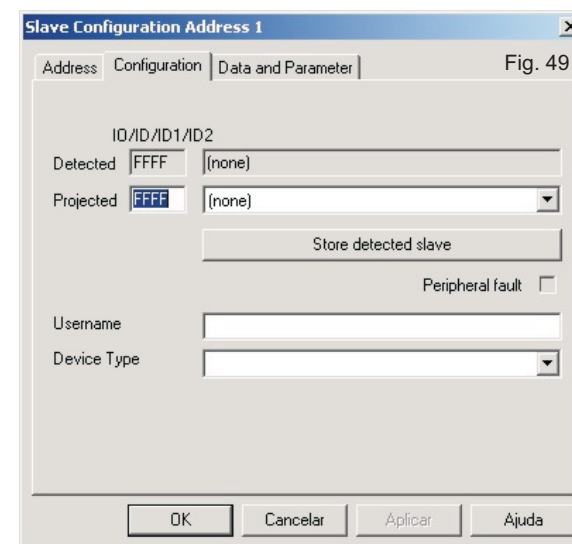 Slave Configuration Address 1
Address Configuration Data and Parameter Fig. 49
IO/ID/ID1/ID2
Detected FFFF (none)
Projected FFFF (none)
Store detected slave
Peripheral fault
Username
Device Type
OK Cancelar Aplicar Ajuda